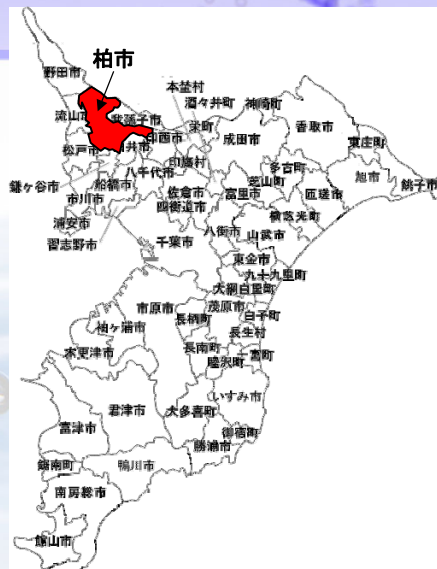 柏市
野田市
本埜村
酒々井町
神崎町
流山市
我孫子市
栄町
香取市
印西市
成田市
東庄町
松戸市
白井市
印旛村
多古町
八千代市
旭市
鎌ヶ谷市
船橋市
佐倉市
富里市
芝山町
匝瑳市
銚子市
市川市
四街道市
横芝光町
浦安市
八街市
山武市
習志野市
千葉市
東金市
九十九里町
大網白里町
市原市
茂原市
袖ヶ浦市
長柄町
白子町
長生村
木更津市
長南町
一宮町
睦沢町
いすみ市
君津市
大多喜町
富津市
御宿町
勝浦市
鋸南町
鴨川市
南房総市
館山市